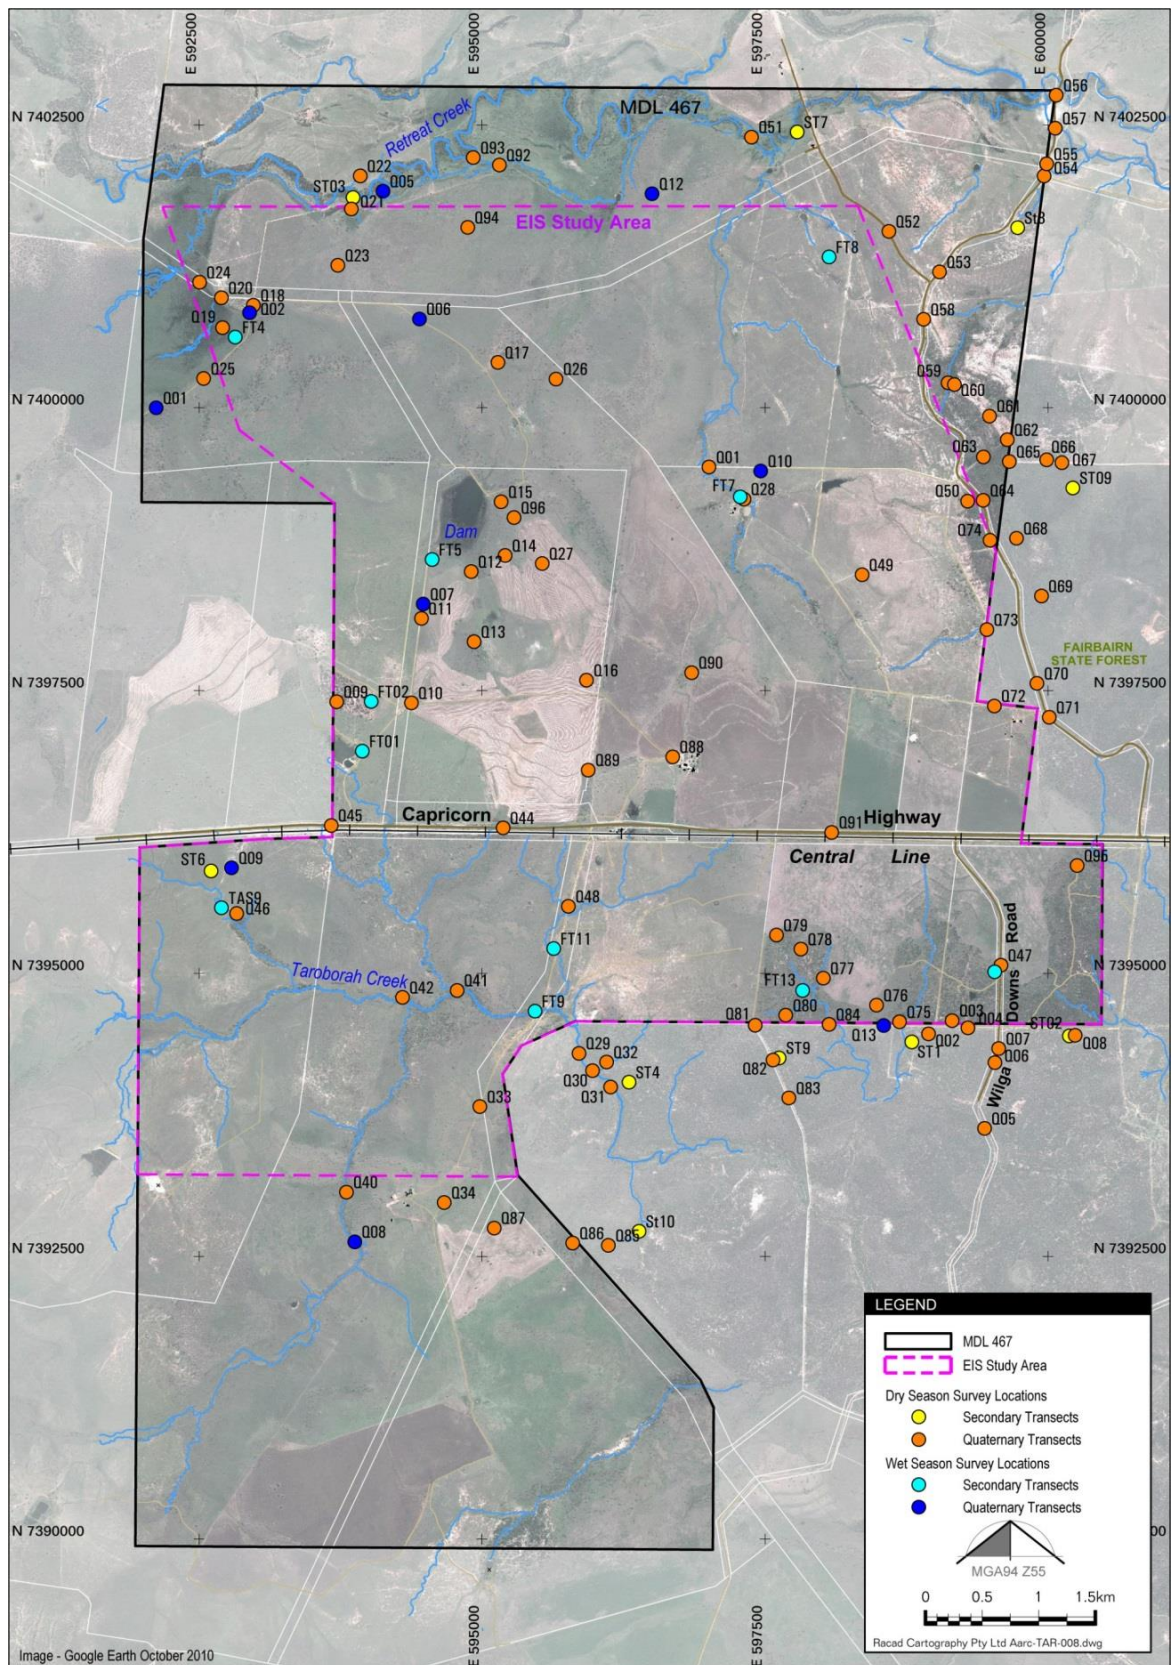 E 592500
E 595000
E 597500
E 600000
MDL 467
Q56
N 7402500
N 7402500
Q57
ST7
Q51
Retreat Creek
Q93
Q92
Q55
Q54
Q22
Q05
ST03
Q12
Q21
EIS Study Area
Q94
Q52
St8
FT8
Q23
Q53
Q24
Q20
Q18
Q02
Q06
Q58
Q19
FT4
Q17
Q26
Q59
Q60
Q25
N 7400000
N 7400000
Q01
Q61
Q62
Q63
Q65
Q66
Q67
Q01
Q10
FT7
Q28
ST09
Q15
Q50
Q64
Q96
Dam
Q74
Q68
FT5
Q14
Q27
Q12
Q49
Q07
Q11
Q69
Q13
Q73
FAIRBAIRN
STATE FOREST
N 7397500
N 7397500
Q16
Q90
Q70
Q09
FT02
Q10
Q72
Q71
FT01
Q88
Q89
Q45
Capricorn
Q44
Q91
Highway
Central Line
ST6
Q09
Q95
TAS9
Q46
Q48
Q79
Q78
FT11
Downs Road
Q47
N 7395000
N 7395000
Taroborah Creek
Q42
Q41
FT13
Q77
FT9
Q76
Q80
Q81
Q84
Q13
Q75
Q03
Q04
ST02
Q02
Q08
ST1
Q29
Q32
ST9
Q07
Q06
Q30
ST4
Q82
Q31
Wilga
Q33
Q83
Q05
Q40
Q34
Q87
Q08
Q86
Q85
St10
N 7392500
N 7392500
LEGEND
MDL 467
EIS Study Area
Dry Season Survey Locations
Secondary Transects
Quaternary Transects
Wet Season Survey Locations
Secondary Transects
Quaternary Transects
N 7390000
00
MGA94 Z55
0 0.5 1 1.5km
E 595000
E 597500
Racad Cartography Pty Ltd Aarc-TAR-008.dwg
Image - Google Earth October 2010